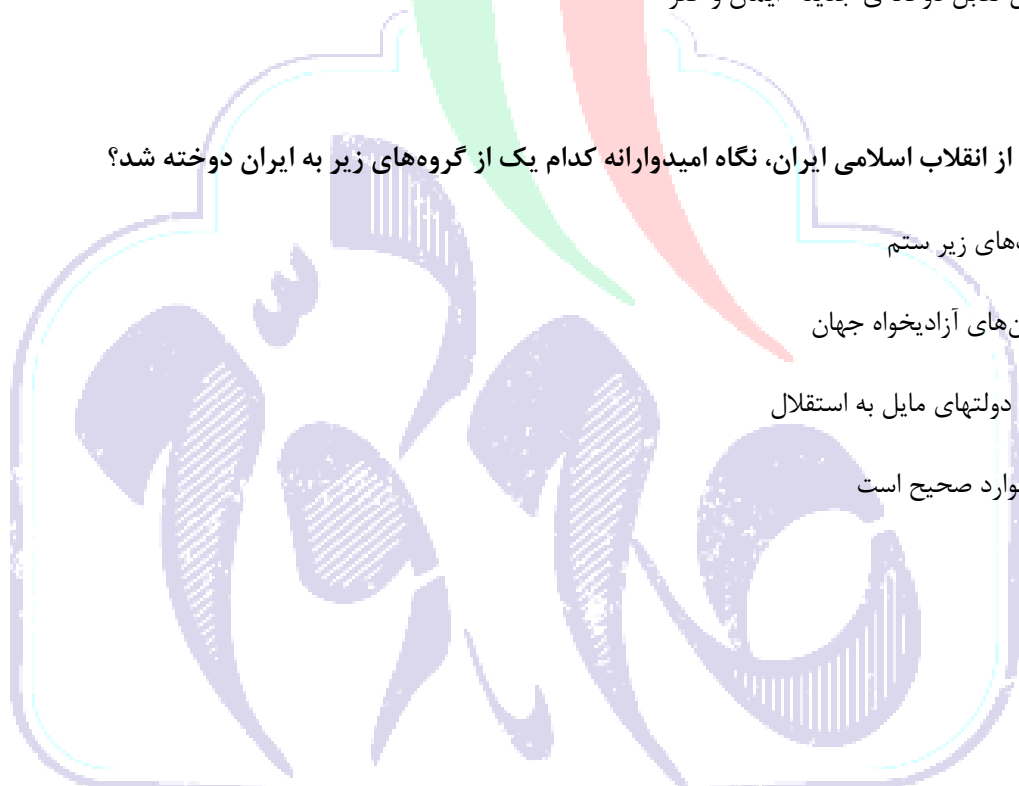 از انقلاب اسلامی ایران، نگاه امیدوارانه کدام یک از گروه‌های زیر به ایران دوخته شد؟
های زیر ستم
های آزادیخواه جهان
دولتهای مایل به استقلال
صحیح است